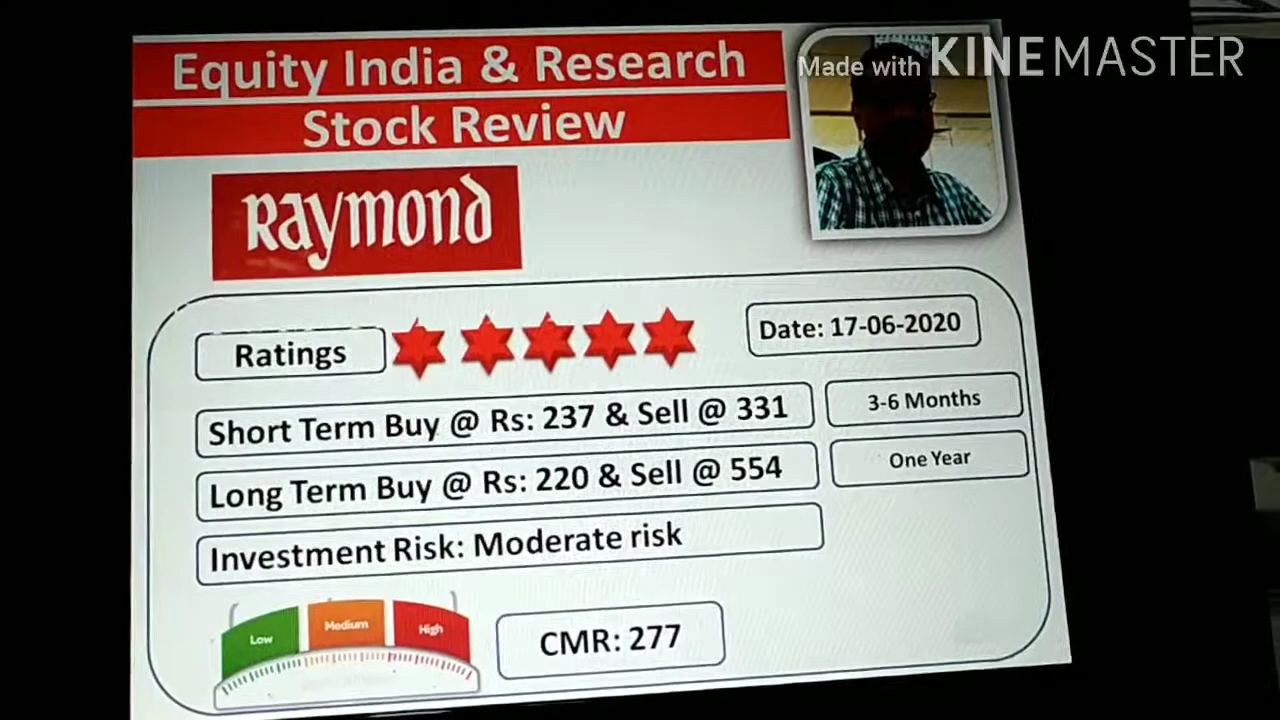 Made with KINEMASTER
Equity India & Research
Stock Review
Raymond
Ratings
Date: 17-06-2020
Short Term Buy @ Rs: 237 & Sell @ 331
3-6 Months
Long Term Buy @ Rs: 220 & Sell @ 554
One Year
Investment Risk: Moderate risk
Low
Medium
High
CMR: 277